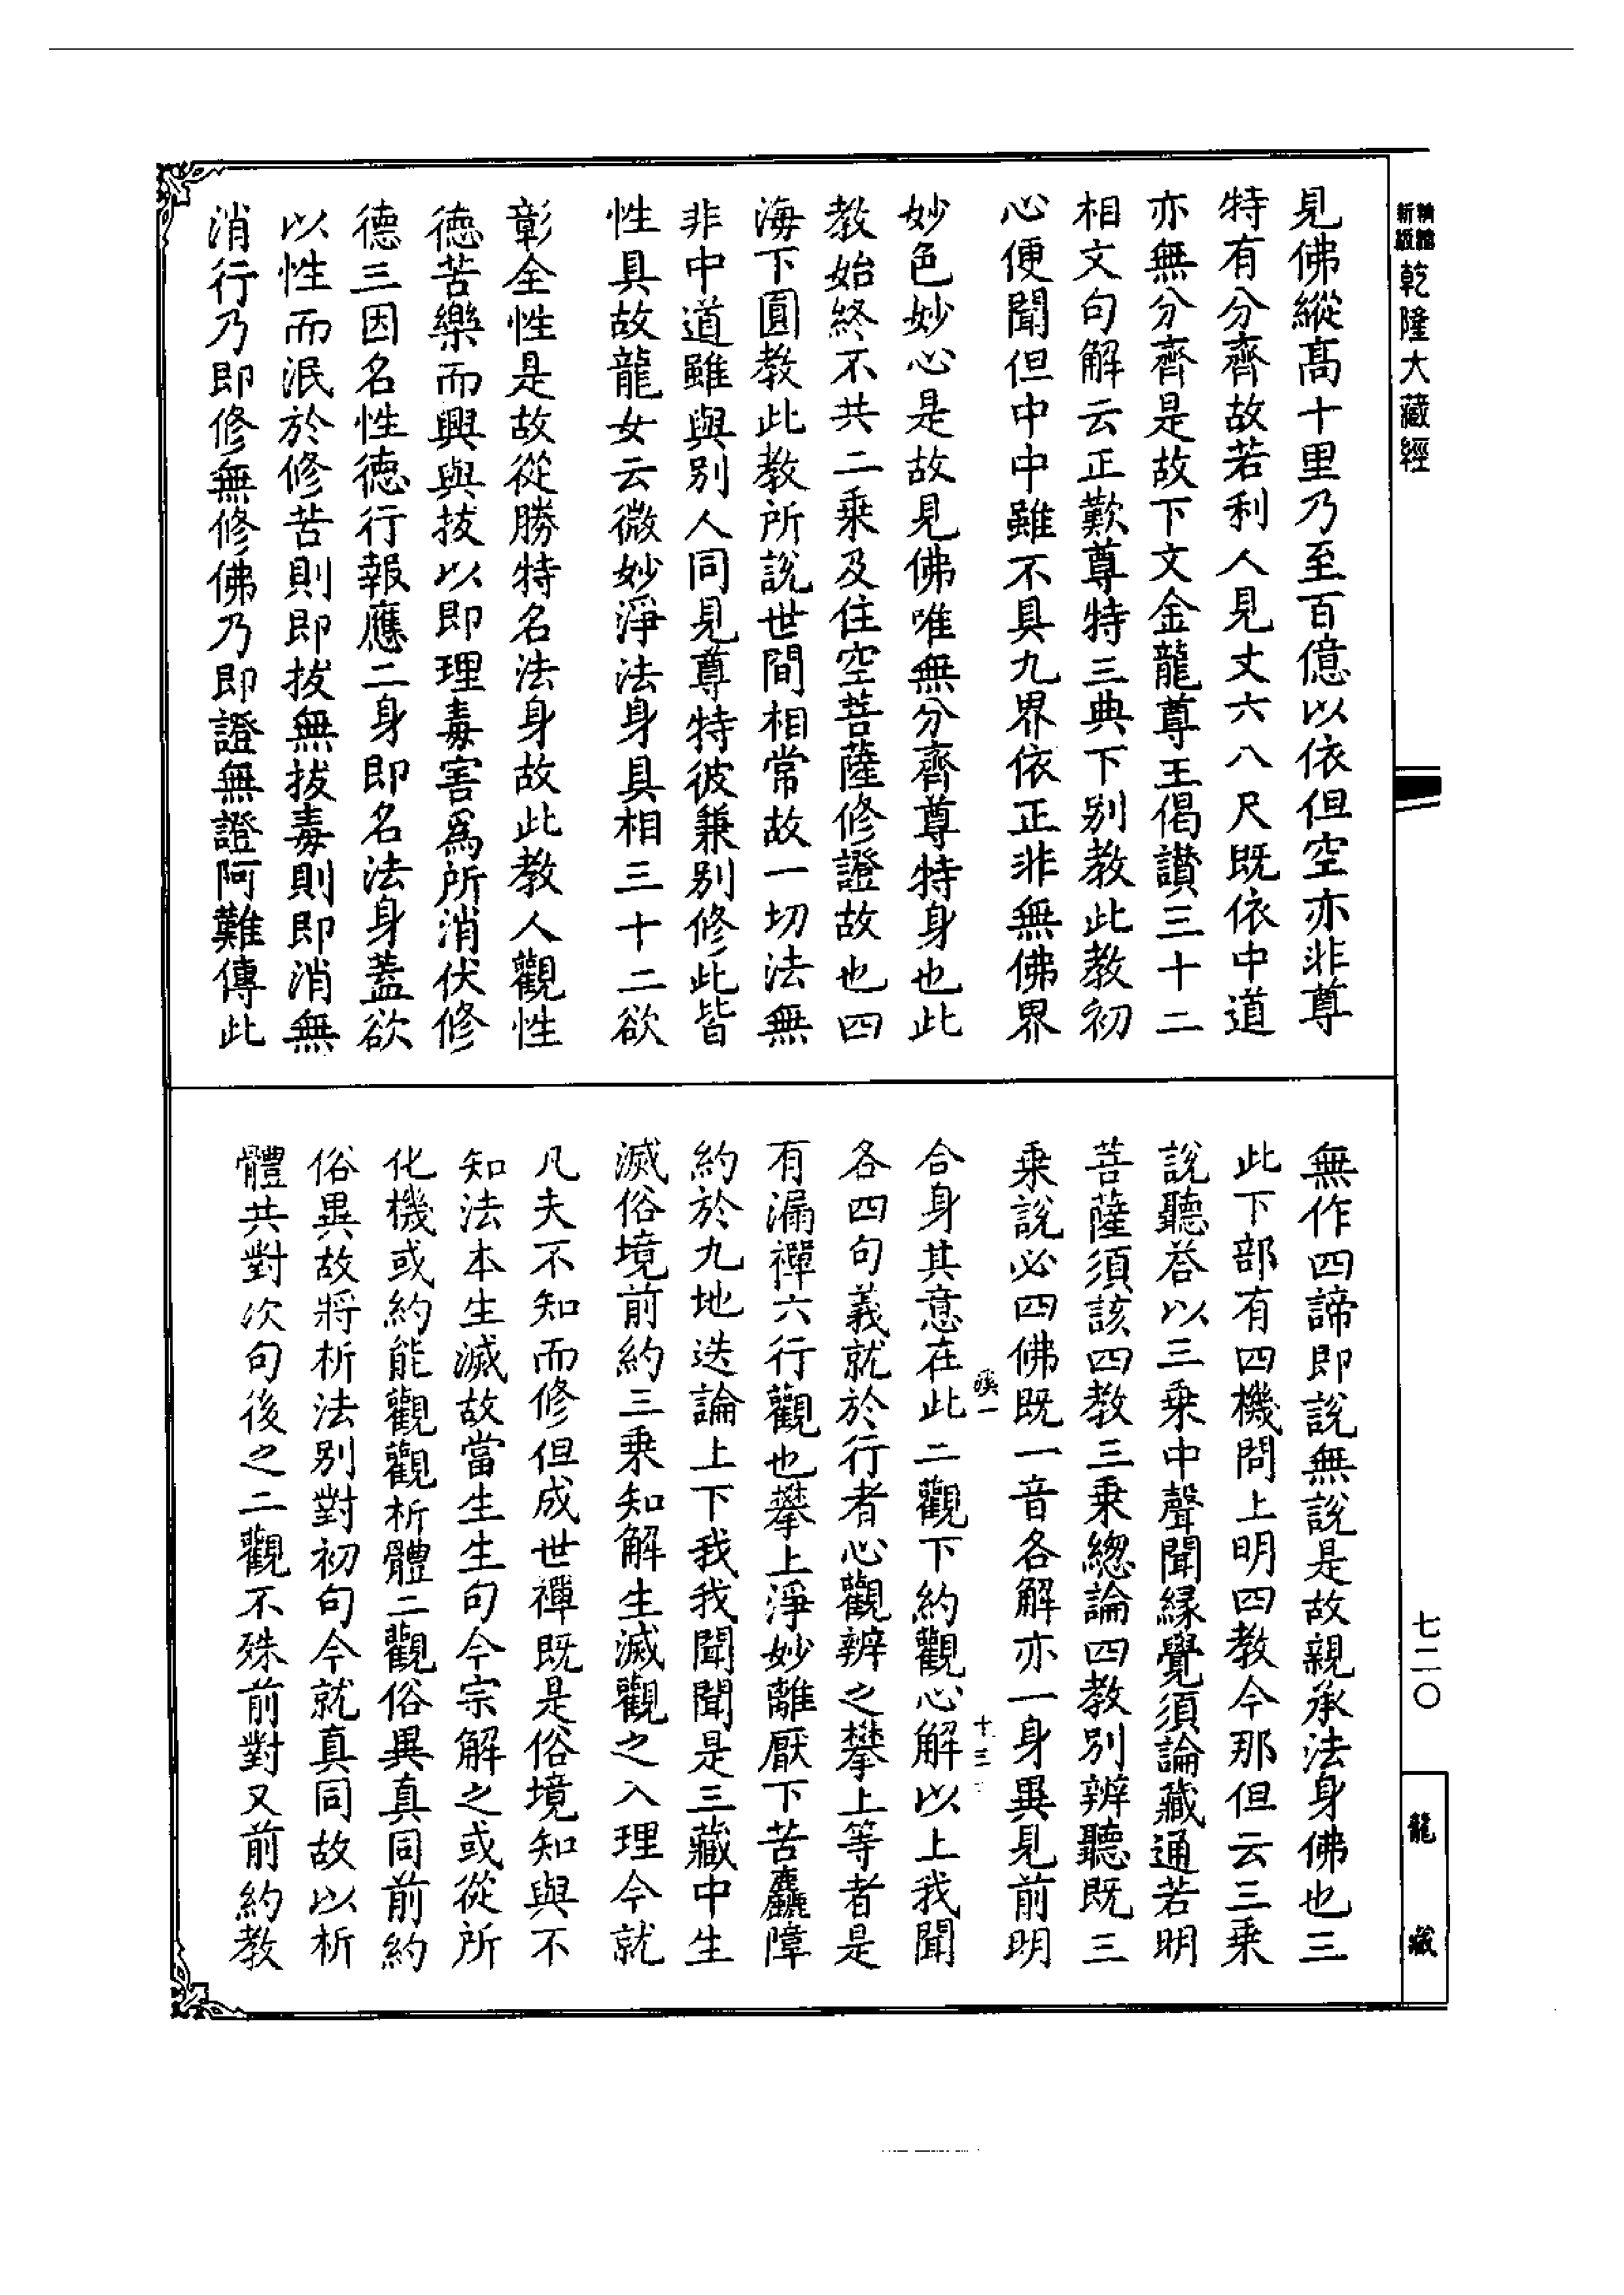 乾隆大藏經
見佛縱高十里乃至百億以依但空亦非尊
特有分齊故若利人見丈六八尺既依中道
亦無分齊是故下文金龍尊王偈讚三十二
相文句解云正歎尊特三典下別教此教初
心便聞但中中雖不具九界依正非無佛界
妙色妙心是故見佛唯無分齊尊特身也此
教始終不共二乘及住空菩薩修證故也四
海下圓教此教所說世間相常故一切法無
非中道雖與別人同見尊特彼兼別修此皆
性具故龍女云微妙淨法身具相三十二欲
彰全性是故從勝特名法身故此教人觀性
德苦樂而興與拔以即理毒害爲所消伏修
德三因名性德行報應二身即名法身蓋欲
以性而泯於修苦則即拔無拔毒則即消無
消行乃即修無修佛乃即證無證阿難傳此
無作四諦即說無說是故親承法身佛也三
此下部有四機問上明四教今那但云三乘
說聽荅以三乘中聲聞緣覺須論藏通若明
菩薩須該四教三乘總論四教別辨聽既三
乘說必四佛既一音各解亦一身異見前明
合身其意在此二觀下約觀心解以上我聞
各四句義就於行者心觀辨之攀上等者是
有漏禪六行觀也攀上淨妙離厭下苦麤障
約於九地迭論上下我我聞聞是三藏中生
滅俗境前約三乘知解生滅觀之入理今就
凡夫不知而修但成世禪既是俗境知與不
知法本生滅故當生生句今宗解之或從所
化機或約能觀觀析體二觀俗異真同前約
俗異故將析法別對初句今就真同故以析
體共對次句後之二觀不殊前對又前約教
十三
七二〇
龍藏